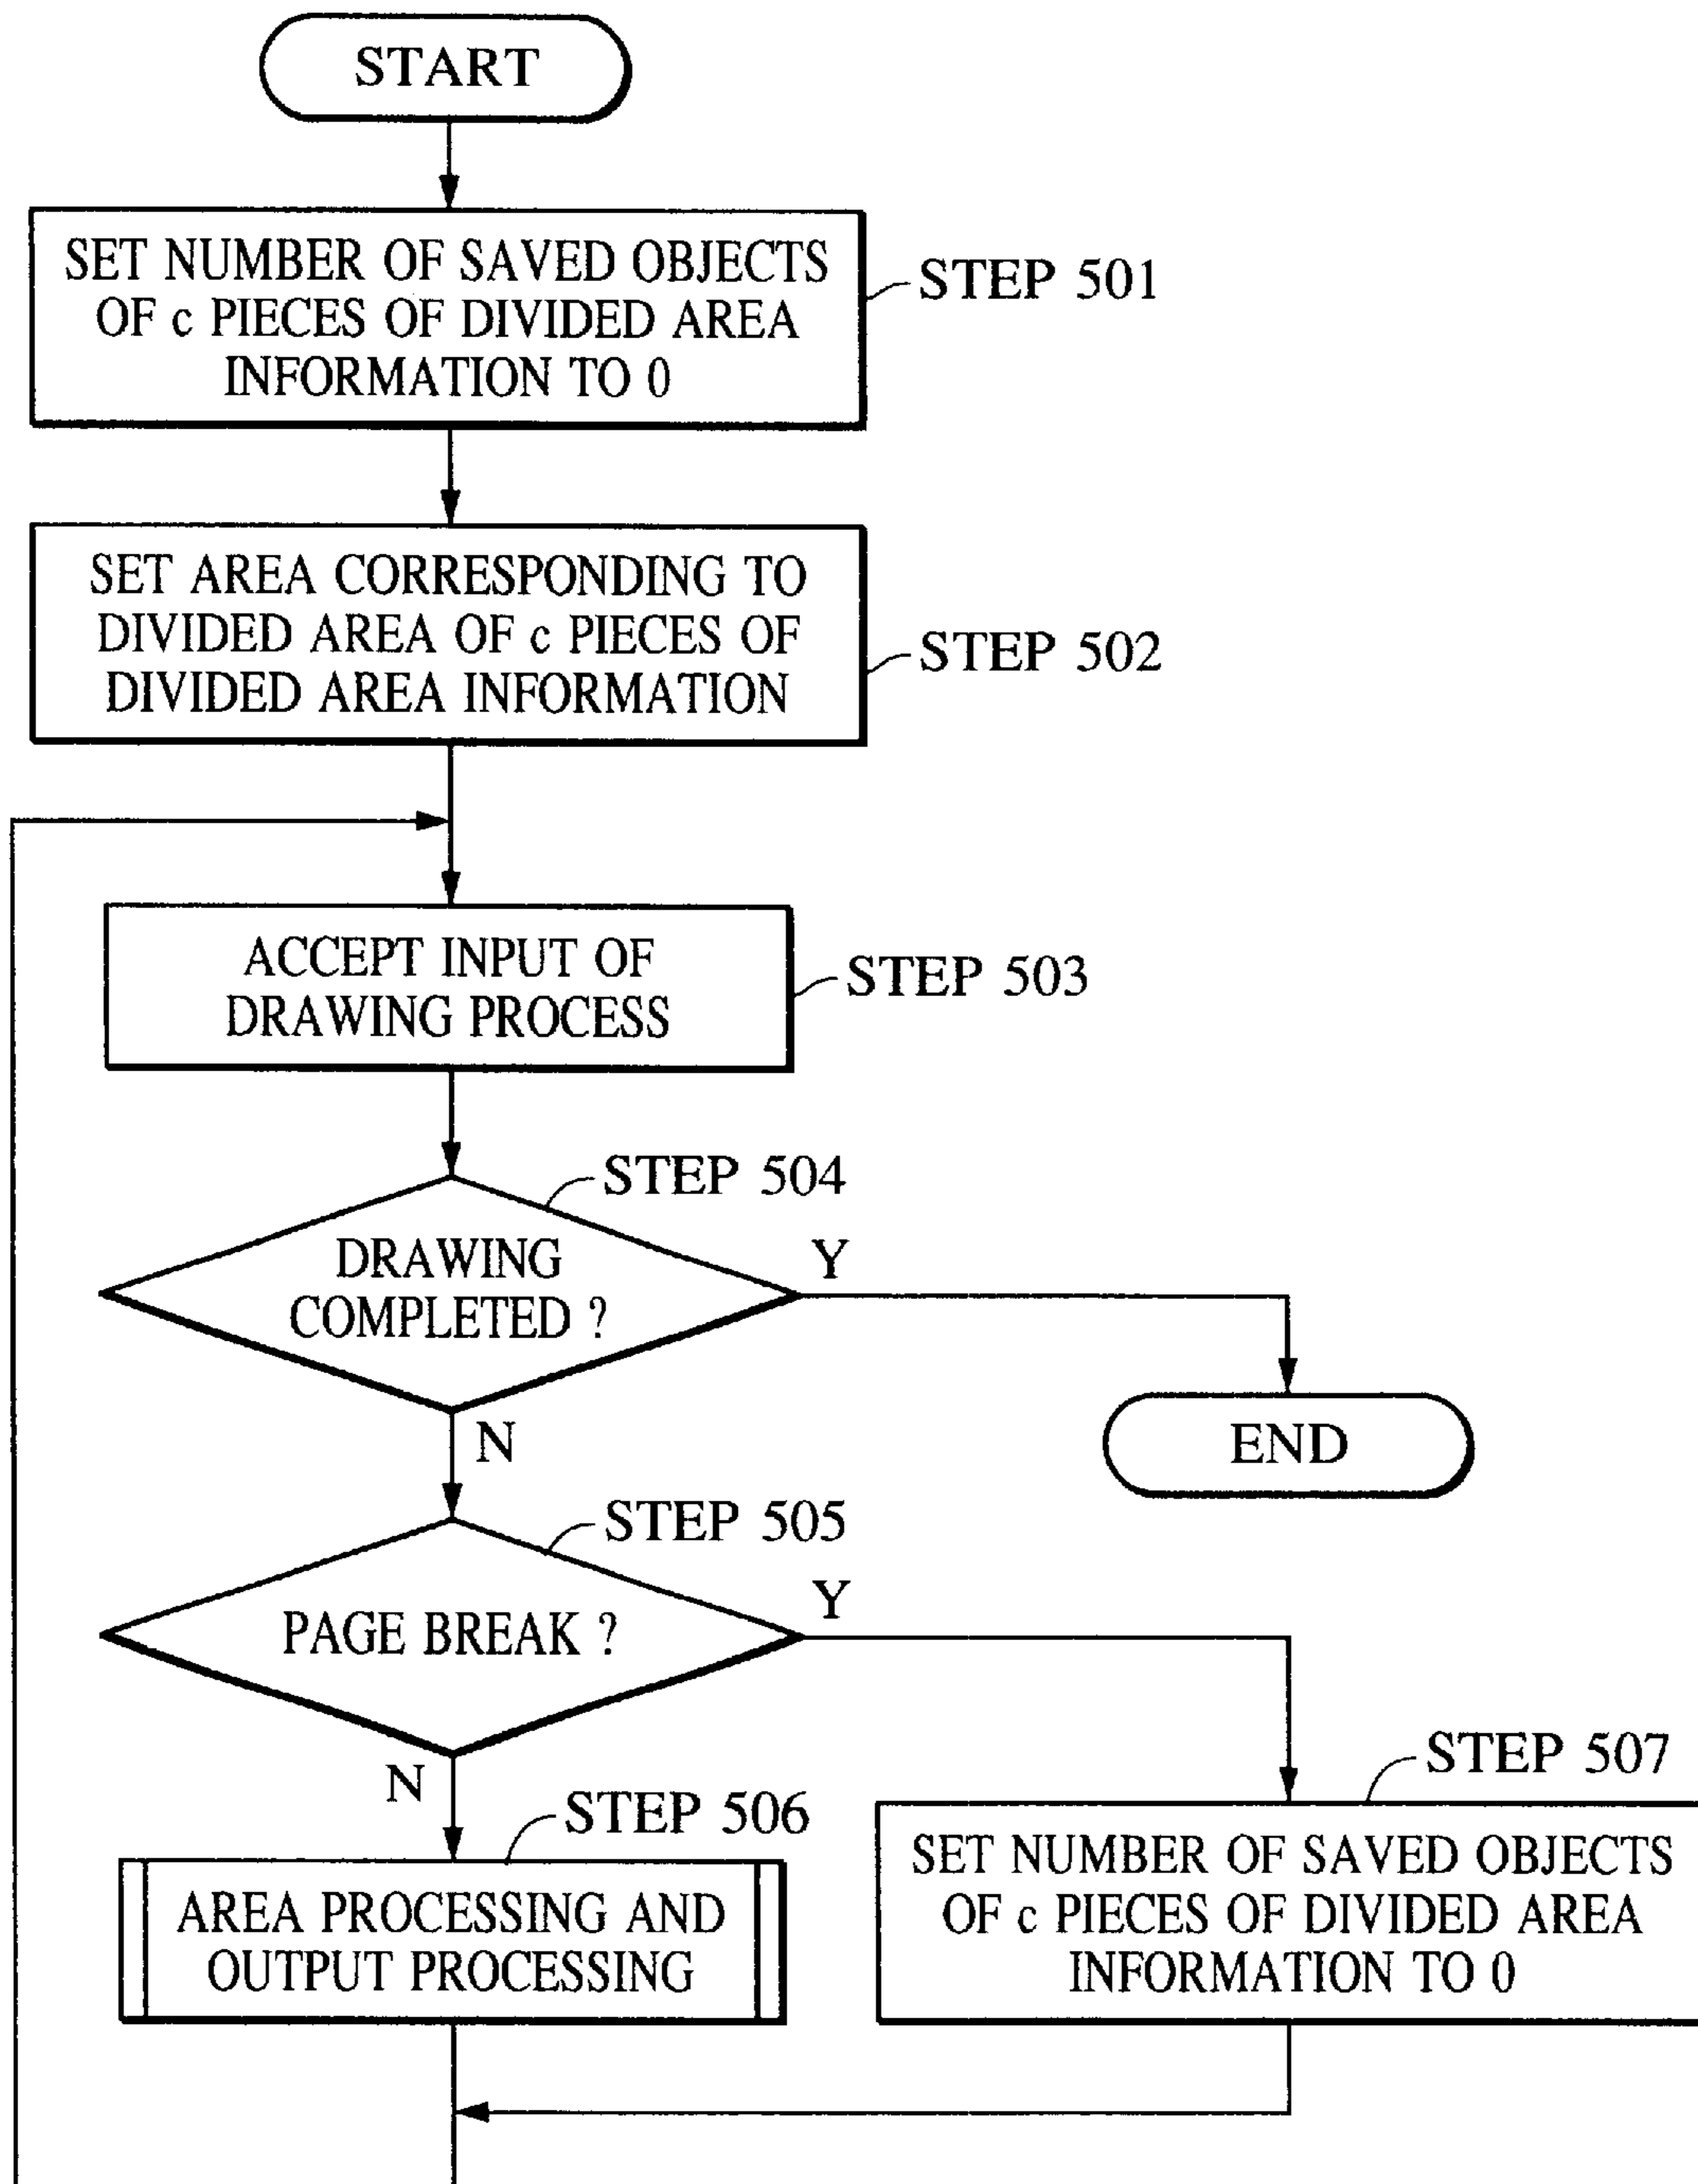 START
SET NUMBER OF SAVED OBJECTS
OF c PIECES OF DIVIDED AREA
INFORMATION TO 0
STEP 501
SET AREA CORRESPONDING TO
DIVIDED AREA OF c PIECES OF
DIVIDED AREA INFORMATION
STEP 502
ACCEPT INPUT OF
DRAWING PROCESS
STEP 503
STEP 504
DRAWING
COMPLETED ?
Y
N
END
STEP 505
PAGE BREAK ?
Y
N
STEP 506
AREA PROCESSING AND
OUTPUT PROCESSING
STEP 507
SET NUMBER OF SAVED OBJECTS
OF c PIECES OF DIVIDED AREA
INFORMATION TO 0